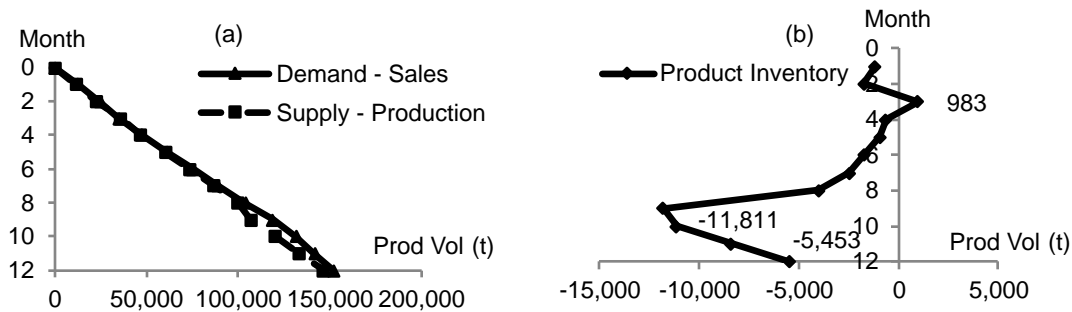 Month
(a)
0
2
4
6
8
10
12
Demand - Sales
Supply - Production
Prod Vol (t)
0 50,000 100,000 150,000 200,000
Month
(b)
0
2
4
6
8
10
12
Product Inventory
983
-11,811
-5,453
Prod Vol (t)
-15,000 -10,000 -5,000 0 5,000